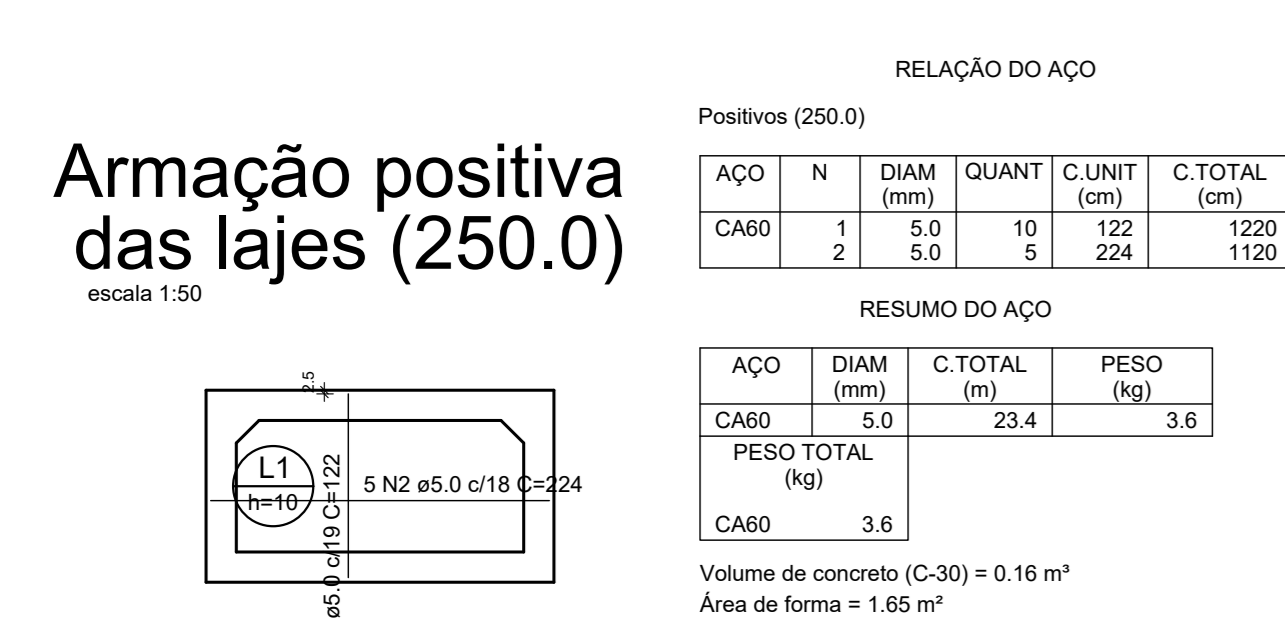 Armação positiva
das lajes (250.0)
escala 1:50
2.5
L1
h=10
5 N2 ø5.0 c/18 C=224
ø5.0 c/19 C=122
RELAÇÃO DO AÇO
Positivos (250.0)
AÇO N DIAM (mm) QUANT C.UNIT (cm) C.TOTAL (cm)
CA60 1 5.0 10 122 1220
2 5.0 5 224 1120
RESUMO DO AÇO
AÇO DIAM (mm) C.TOTAL (m) PESO (kg)
CA60 5.0 23.4 3.6
PESO TOTAL
(kg)
CA60 3.6
Volume de concreto (C-30) = 0.16 m³
Área de forma = 1.65 m²